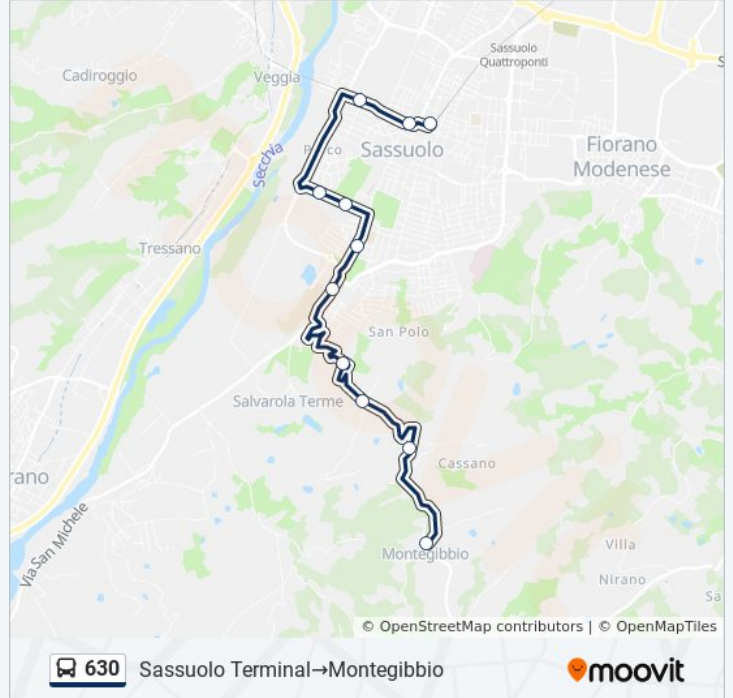 Sassuolo
Quattroponti
Cadiroggio
Veggia
S
Secchia
Sassuolo
Fiorano
Modenese
Tressano
San Polo
Salvarola Terme
Cassano
rano
Via San Michele
Montegibbio
Villa
Nirano
Sa
© OpenStreetMap contributors | © OpenMapTiles
630 Sassuolo Terminal→Montegibbio
moovit